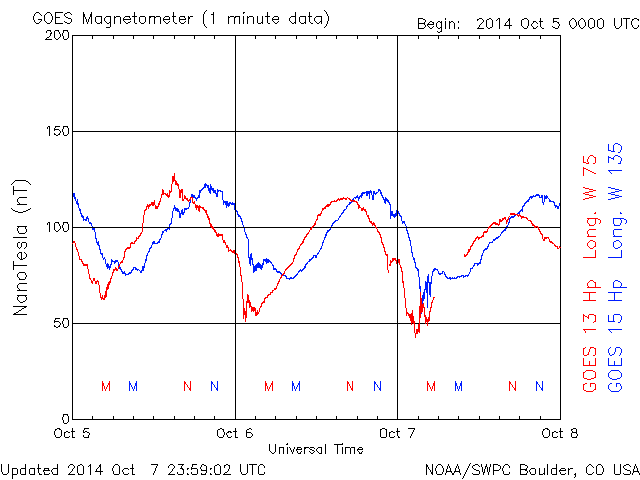 GOES Magnetometer (1 minute data)
Begin: 2014 Oct 5 0000 UTC
200
150
100
50
0
NanoTesla (nT)
M M N N M M N N M M N N
Oct 5 Oct 6 Oct 7 Oct 8
Universal Time
GOES 13 Hp Long. W 75
GOES 15 Hp Long. W 135
Updated 2014 Oct 7 23:59:02 UTC
NOAA/SWPC Boulder, CO USA